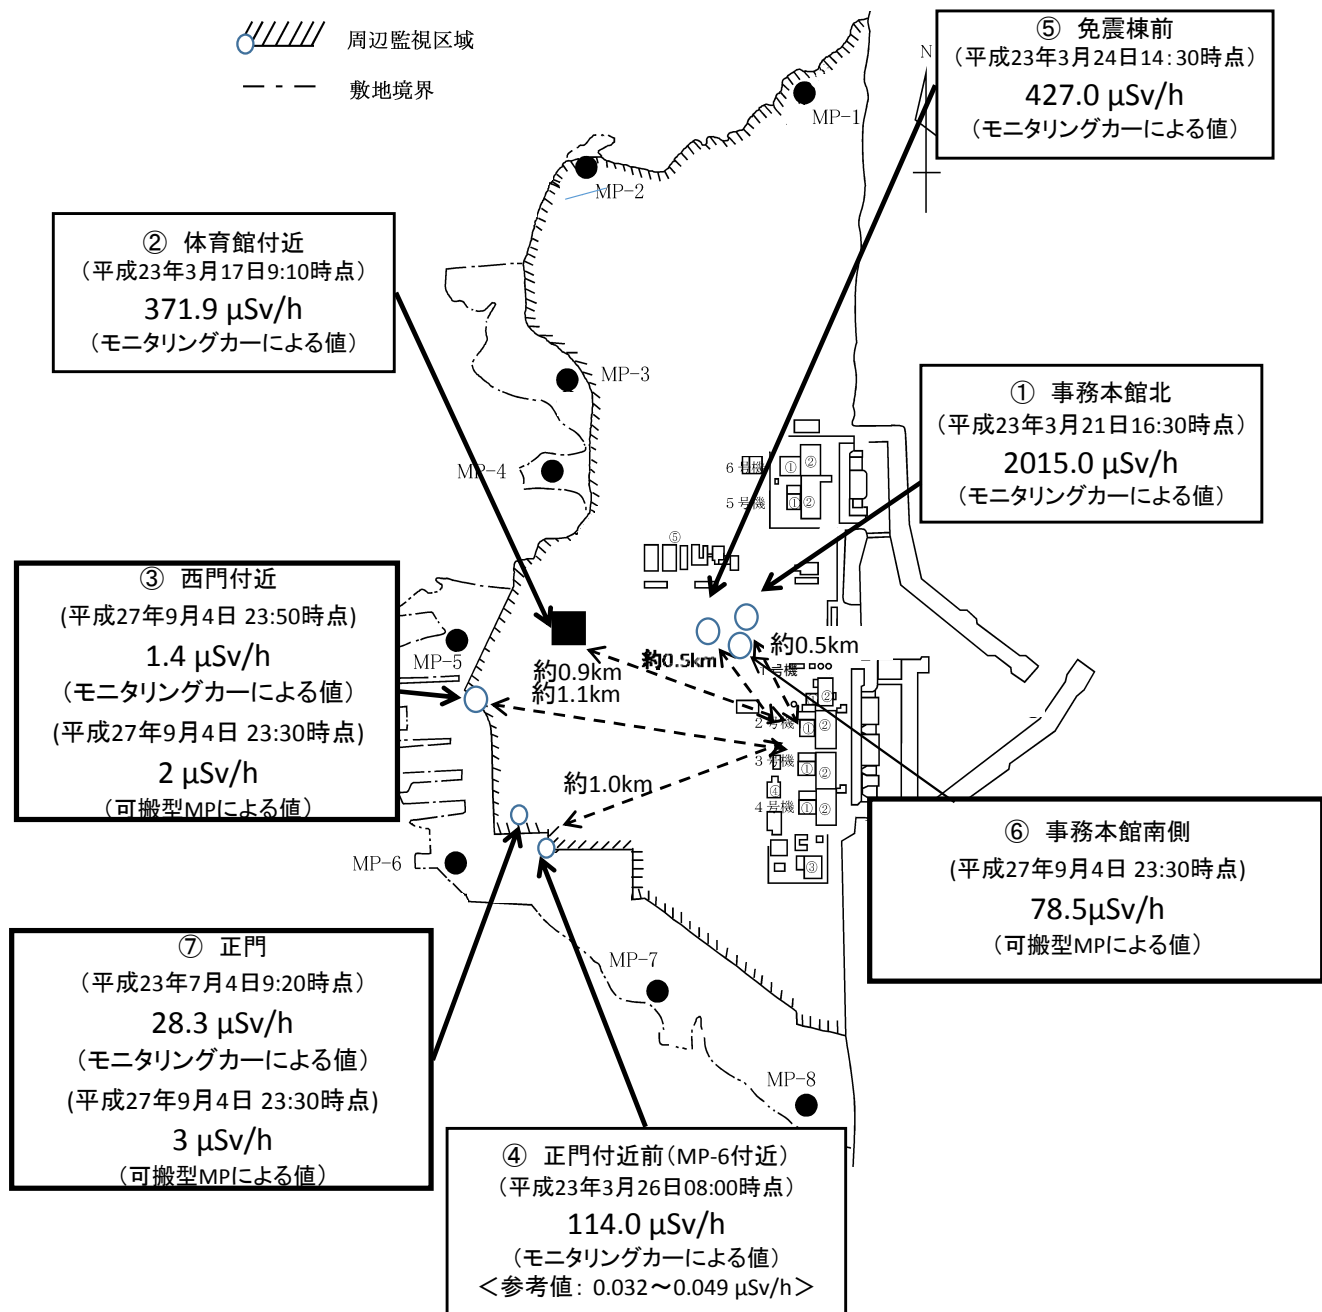 周辺監視区域
敷地境界
⑤ 免震棟前
(平成23年3月24日14:30時点)
427.0 μSv/h
(モニタリングカーによる値)
N
MP-1
MP-2
② 体育館付近
(平成23年3月17日9:10時点)
371.9 μSv/h
(モニタリングカーによる値)
MP-3
① 事務本館北
(平成23年3月21日16:30時点)
2015.0 μSv/h
(モニタリングカーによる値)
MP-4
6号機
①
②
5号機
①
②
⑤
③ 西門付近
(平成27年9月4日 23:50時点)
1.4 μSv/h
(モニタリングカーによる値)
(平成27年9月4日 23:30時点)
2 μSv/h
(可搬型MPによる値)
MP-5
約0.9km
約1.1km
約0.5km
約0.5km
1号機
②
2号機
①
②
3号機
①
②
約1.0km
④
4号機
①
②
③
MP-6
⑥ 事務本館南側
(平成27年9月4日 23:30時点)
78.5μSv/h
(可搬型MPによる値)
⑦ 正門
(平成23年7月4日9:20時点)
28.3 μSv/h
(モニタリングカーによる値)
(平成27年9月4日 23:30時点)
3 μSv/h
(可搬型MPによる値)
MP-7
MP-8
④ 正門付近前(MP-6付近)
(平成23年3月26日08:00時点)
114.0 μSv/h
(モニタリングカーによる値)
<参考値: 0.032～0.049 μSv/h>